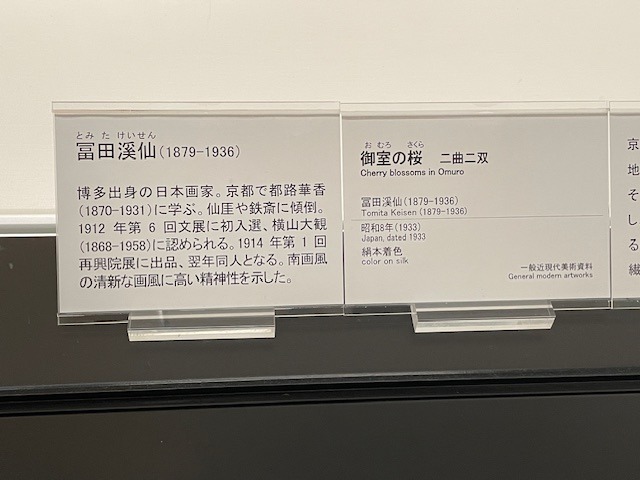 とみ た けいせん
冨田溪仙(1879-1936)
博多出身の日本画家。京都で都路華香
(1870-1931)に学ぶ。仙厓や鉄斎に傾倒。
1912 年第 6 回文展に初入選、横山大観
(1868-1958)に認められる。1914 年第 1 回
再興院展に出品、翌年同人となる。南画風
の清新な画風に高い精神性を示した。
お むろ さくら
御室の桜 二曲二双
Cherry blossoms in Omuro
冨田溪仙(1879-1936)
Tomita Keisen (1879-1936)
昭和8年(1933)
Japan, dated 1933
絹本着色
color on silk
一般近現代美術資料
General modern artworks
京
地
そ
し
る
繊